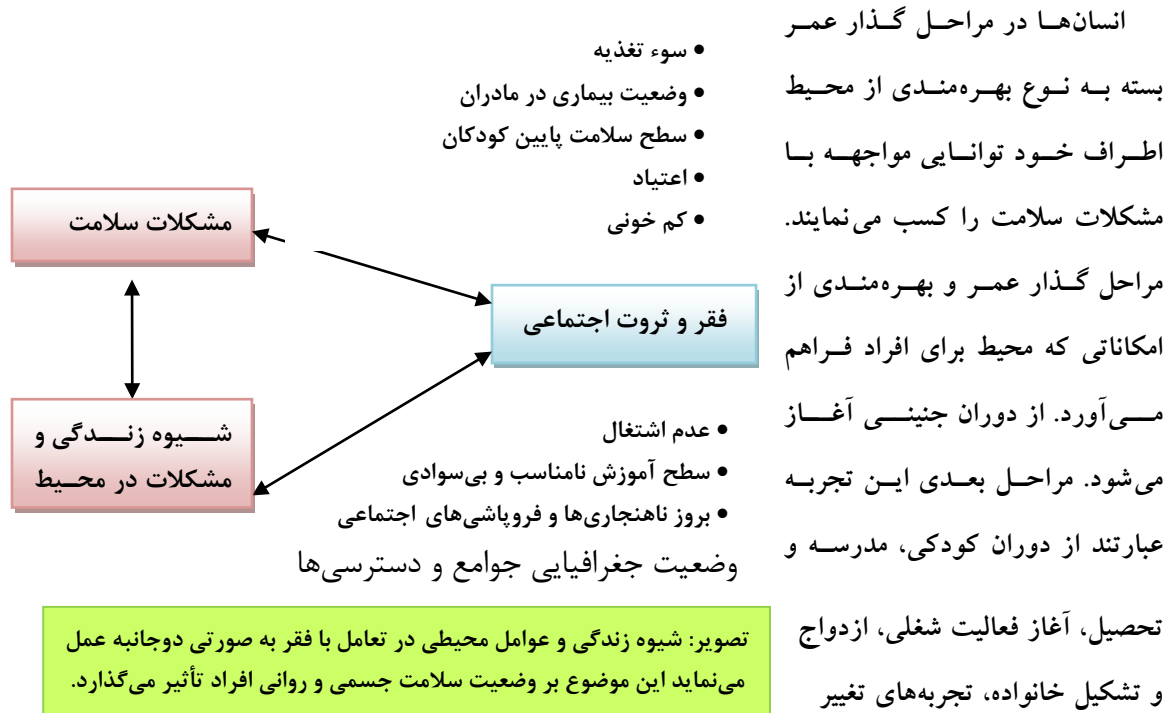 انسان‌ها در مراحل گذار عمر
بسته به نوع بهره‌مندی از محیط
اطراف خود توانایی مواجهه با
مشکلات سلامت را کسب می‌نمایند.
مراحل گذار عمر و بهره‌مندی از
امکاناتی که محیط برای افراد فراهم
می‌آورد. از دوران جنینی آغاز
می‌شود. مراحل بعدی این تجربه
عبارتند از دوران کودکی، مدرسه و
تحصیل، آغاز فعالیت شغلی، ازدواج
و تشکیل خانواده، تجربه‌های تغییر
• سوء تغذیه
• وضعیت بیماری در مادران
• سطح سلامت پایین کودکان
• اعتیاد
• کم خونی
مشکلات سلامت
فقر و ثروت اجتماعی
شیوه زندگی و
مشکلات در محیط
• عدم اشتغال
• سطح آموزش نامناسب و بی‌سوادی
• بروز ناهنجاری‌ها و فروپاشی‌های اجتماعی
وضعیت جغرافیایی جوامع و دسترسی‌ها
تصویر: شیوه زندگی و عوامل محیطی در تعامل با فقر به صورتی دوجانبه عمل
می‌نماید این موضوع بر وضعیت سلامت جسمی و روانی افراد تأثیر می‌گذارد.